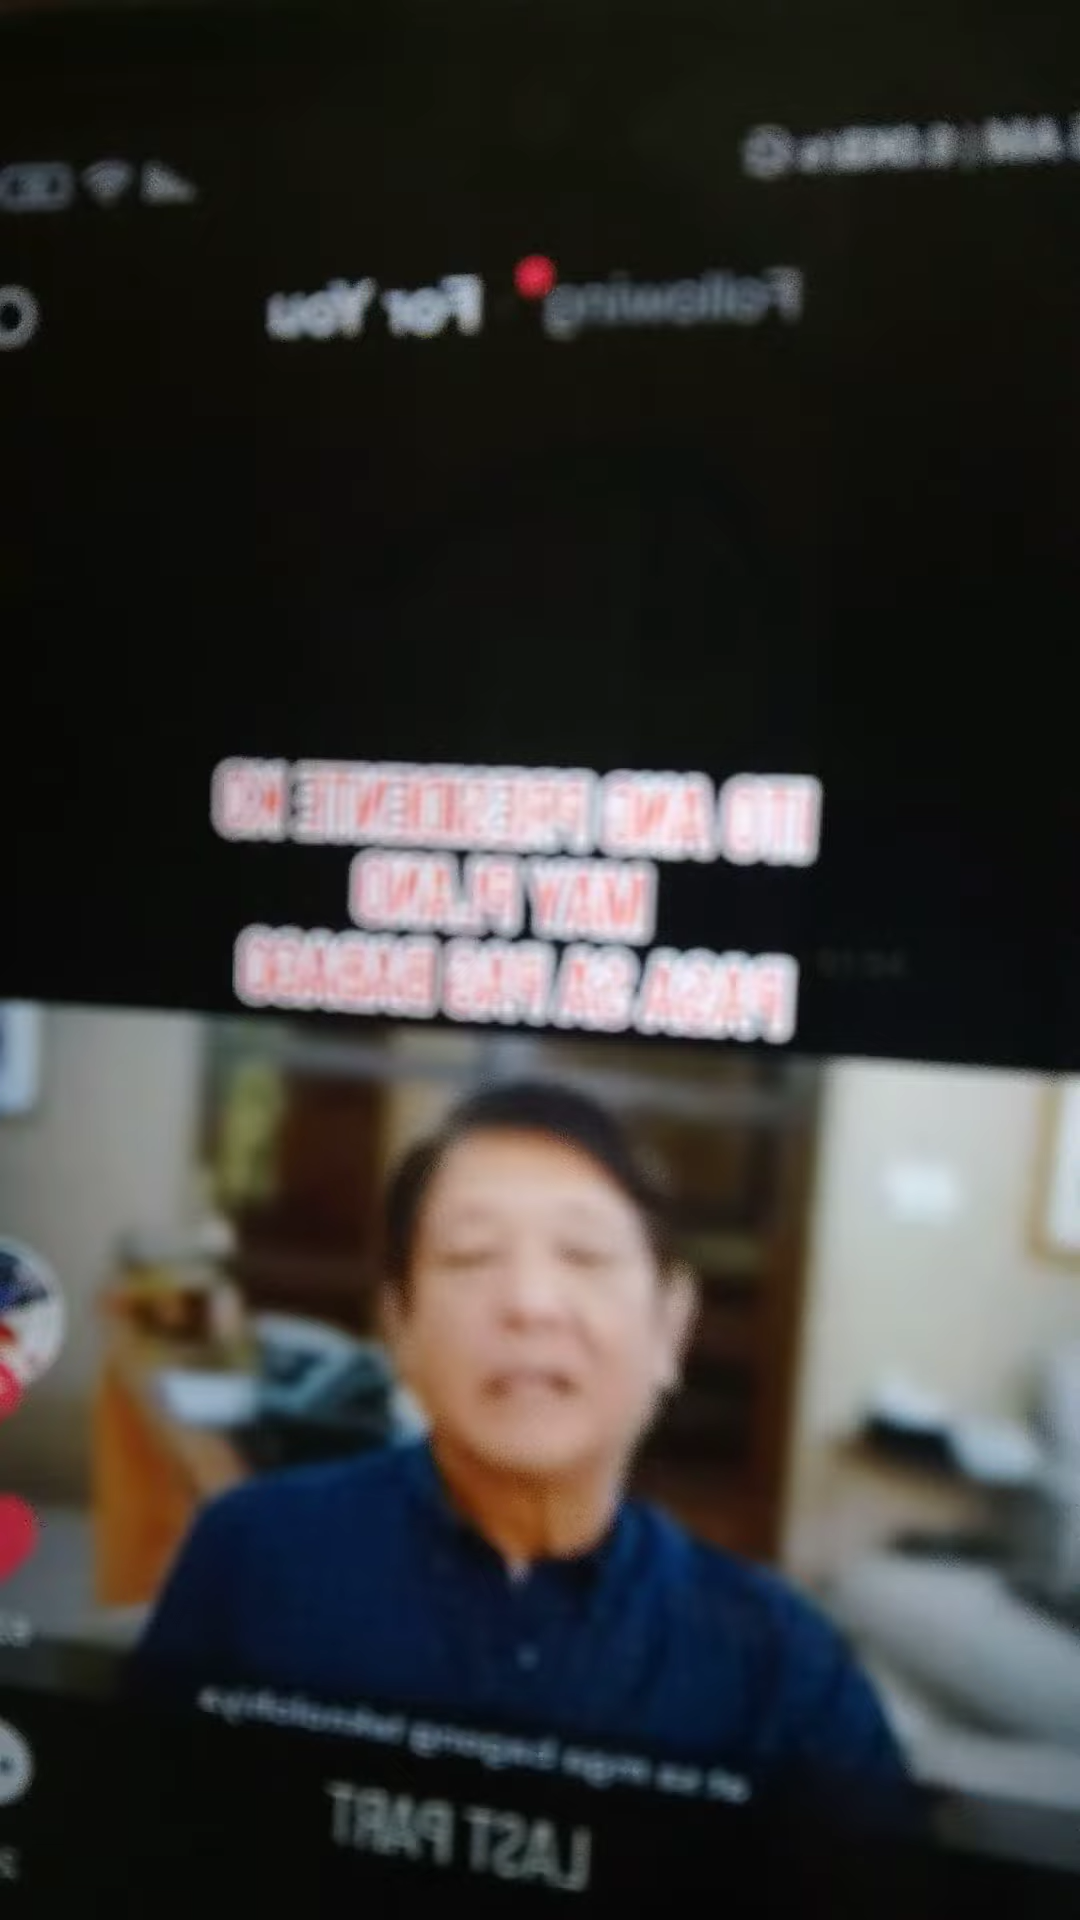 Following For You
ITO ANG PRESIDENTE KO
MAY PLANO
PARA SA PAG BABAGO
at sa mga bagong teknolohiya
LAST PART